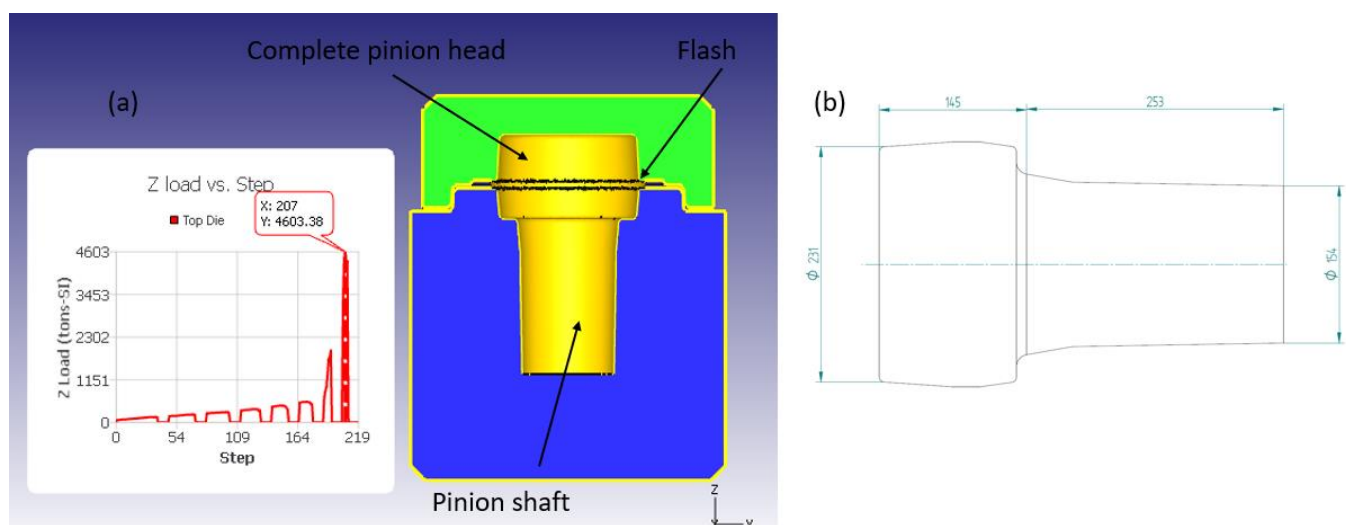 Complete pinion head
Flash
(a)
Z load vs. Step
X: 207
Y: 4603.38
Top Die
Z Load (tons-SI)
4603
3453
2302
1151
0
0 54 109 164 219
Step
Pinion shaft
Z
Y
(b)
145 253
Φ 231
Φ 154